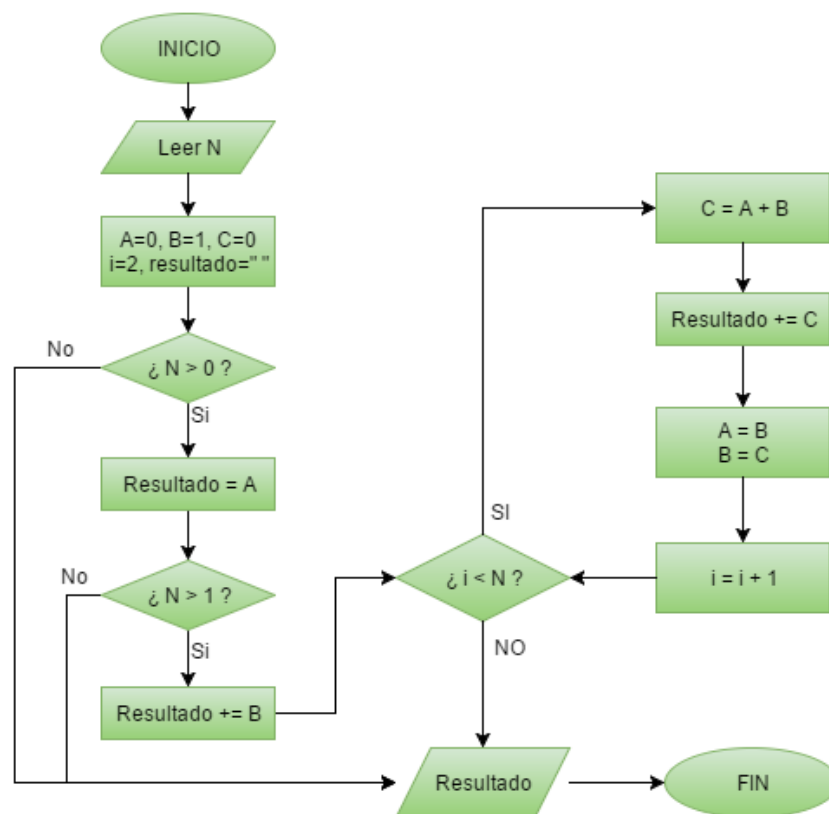 INICIO
Leer N
A=0, B=1, C=0
i=2, resultado=" "
No
¿ N > 0 ?
Si
Resultado = A
No
¿ N > 1 ?
Si
Resultado += B
¿ i < N ?
SI
NO
C = A + B
Resultado += C
A = B
B = C
i = i + 1
Resultado
FIN